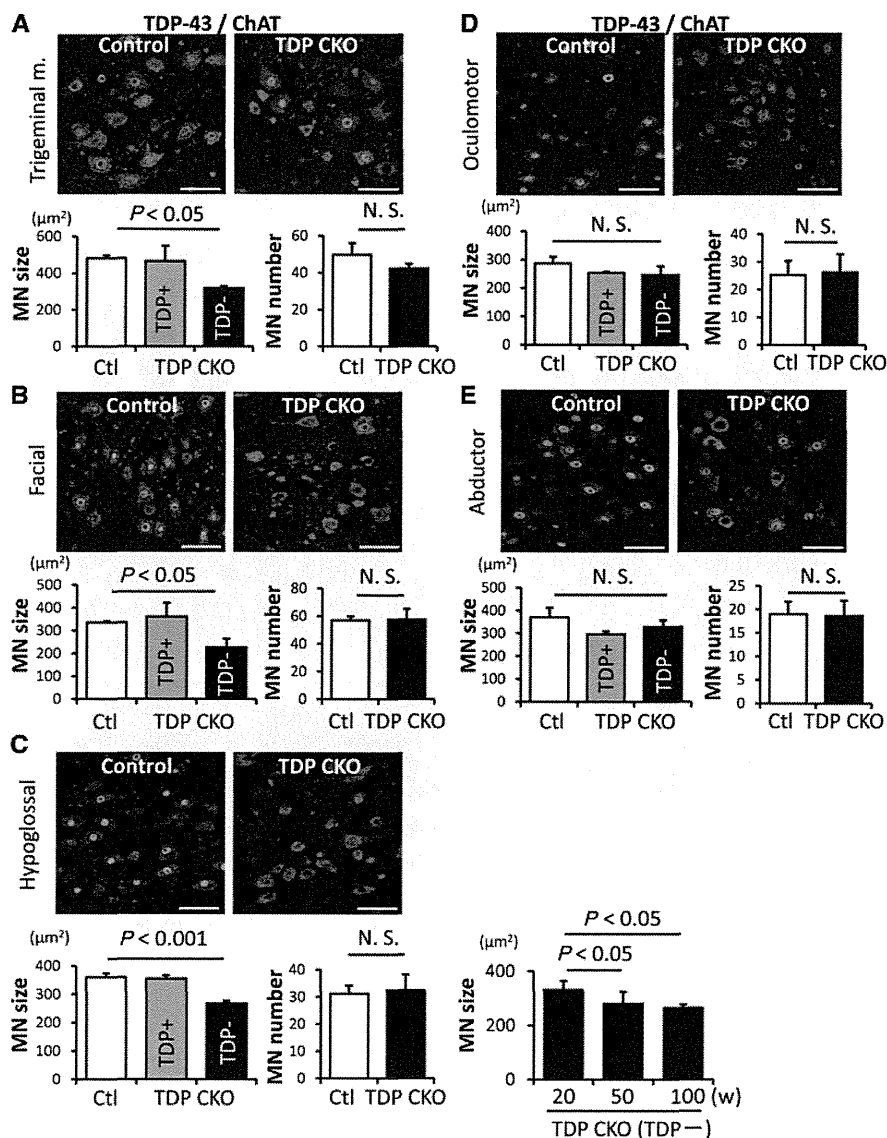 A
TDP-43 / ChAT
Control
TDP CKO
Trigeminal m.
(μm²)
P < 0.05
N. S.
MN size
600
400
200
0
TDP+
TDP-
Ctl
TDP CKO
MN number
60
40
20
0
Ctl TDP CKO
B
Control
TDP CKO
Facial
(μm²)
P < 0.05
N. S.
MN size
500
400
300
200
100
0
TDP+
TDP-
Ctl
TDP CKO
MN number
80
60
40
20
0
Ctl TDP CKO
C
Control
TDP CKO
Hypoglossal
(μm²)
P < 0.001
N. S.
MN size
400
300
200
100
0
TDP+
TDP-
Ctl
TDP CKO
MN number
40
30
20
10
0
Ctl TDP CKO
D
TDP-43 / ChAT
Control
TDP CKO
Oculomotor
(μm²)
N. S.
N. S.
MN size
400
300
200
100
0
TDP+
TDP-
Ctl
TDP CKO
MN number
40
30
20
10
0
Ctl TDP CKO
E
Control
TDP CKO
Abductor
(μm²)
N. S.
N. S.
MN size
500
400
300
200
100
0
TDP+
TDP-
Ctl
TDP CKO
MN number
25
20
15
10
5
0
Ctl TDP CKO
(μm²)
P < 0.05
P < 0.05
MN size
400
200
0
20 50 100 (w)
TDP CKO (TDP—)